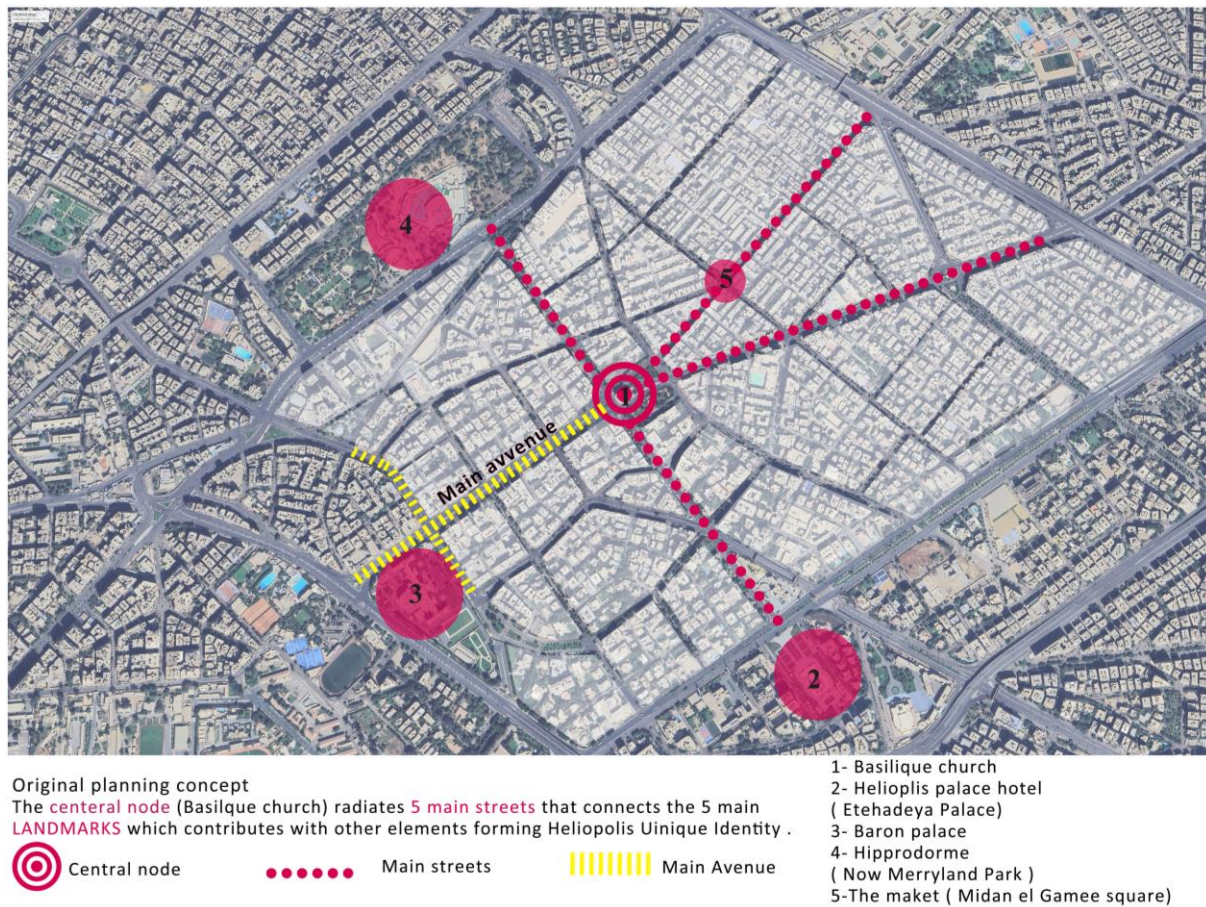 4
5
1
Main avvenue
3
2
Original planning concept
The centeral node (Basilque church) radiates 5 main streets that connects the 5 main
LANDMARKS which contributes with other elements forming Heliopolis Uinique Identity .
Central node
Main streets
Main Avenue
1- Basilique church
2- Helioplis palace hotel
( Etehadeya Palace)
3- Baron palace
4- Hipprodorme
( Now Merryland Park )
5-The maket ( Midan el Gamee square)